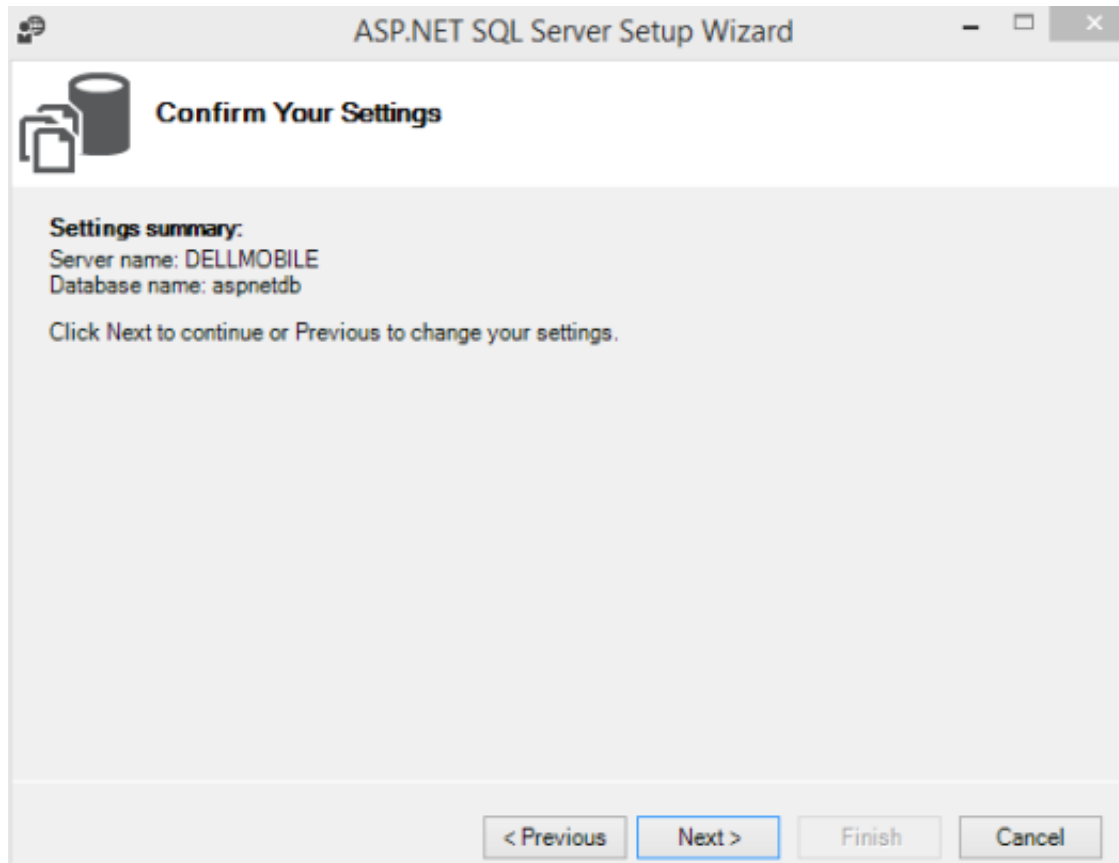 ASP.NET SQL Server Setup Wizard
Confirm Your Settings
Settings summary:
Server name: DELLMOBILE
Database name: aspnetdb
Click Next to continue or Previous to change your settings.
< Previous
Next >
Finish
Cancel